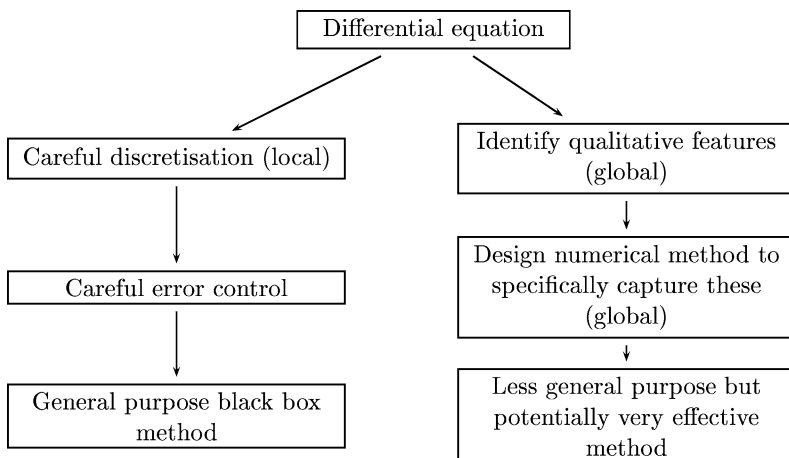 Differential equation
Careful discretisation (local)
Careful error control
General purpose black box
method
Identify qualitative features
(global)
Design numerical method to
specifically capture these
(global)
Less general purpose but
potentially very effective
method